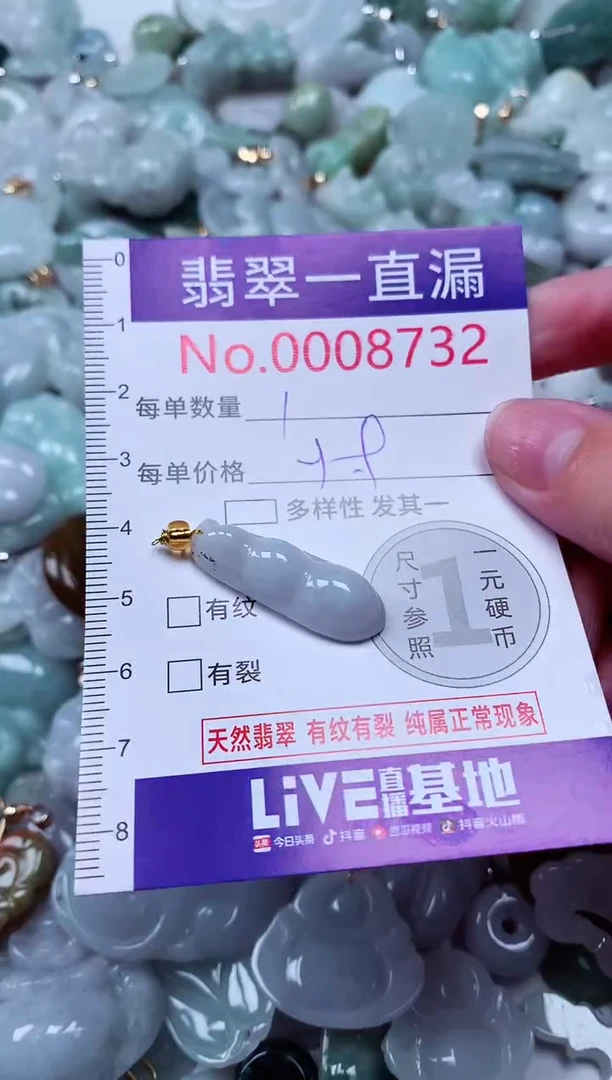 翡翠一直漏
No.0008732
每单数量 1
每单价格
多样性 发其一
有纹
有裂
尺寸参照
1
一元硬币
天然翡翠 有纹有裂 纯属正常现象
LiVE直播基地
头条 今日头条 抖音 西瓜视频 抖音火山版
0
1
2
3
4
5
6
7
8